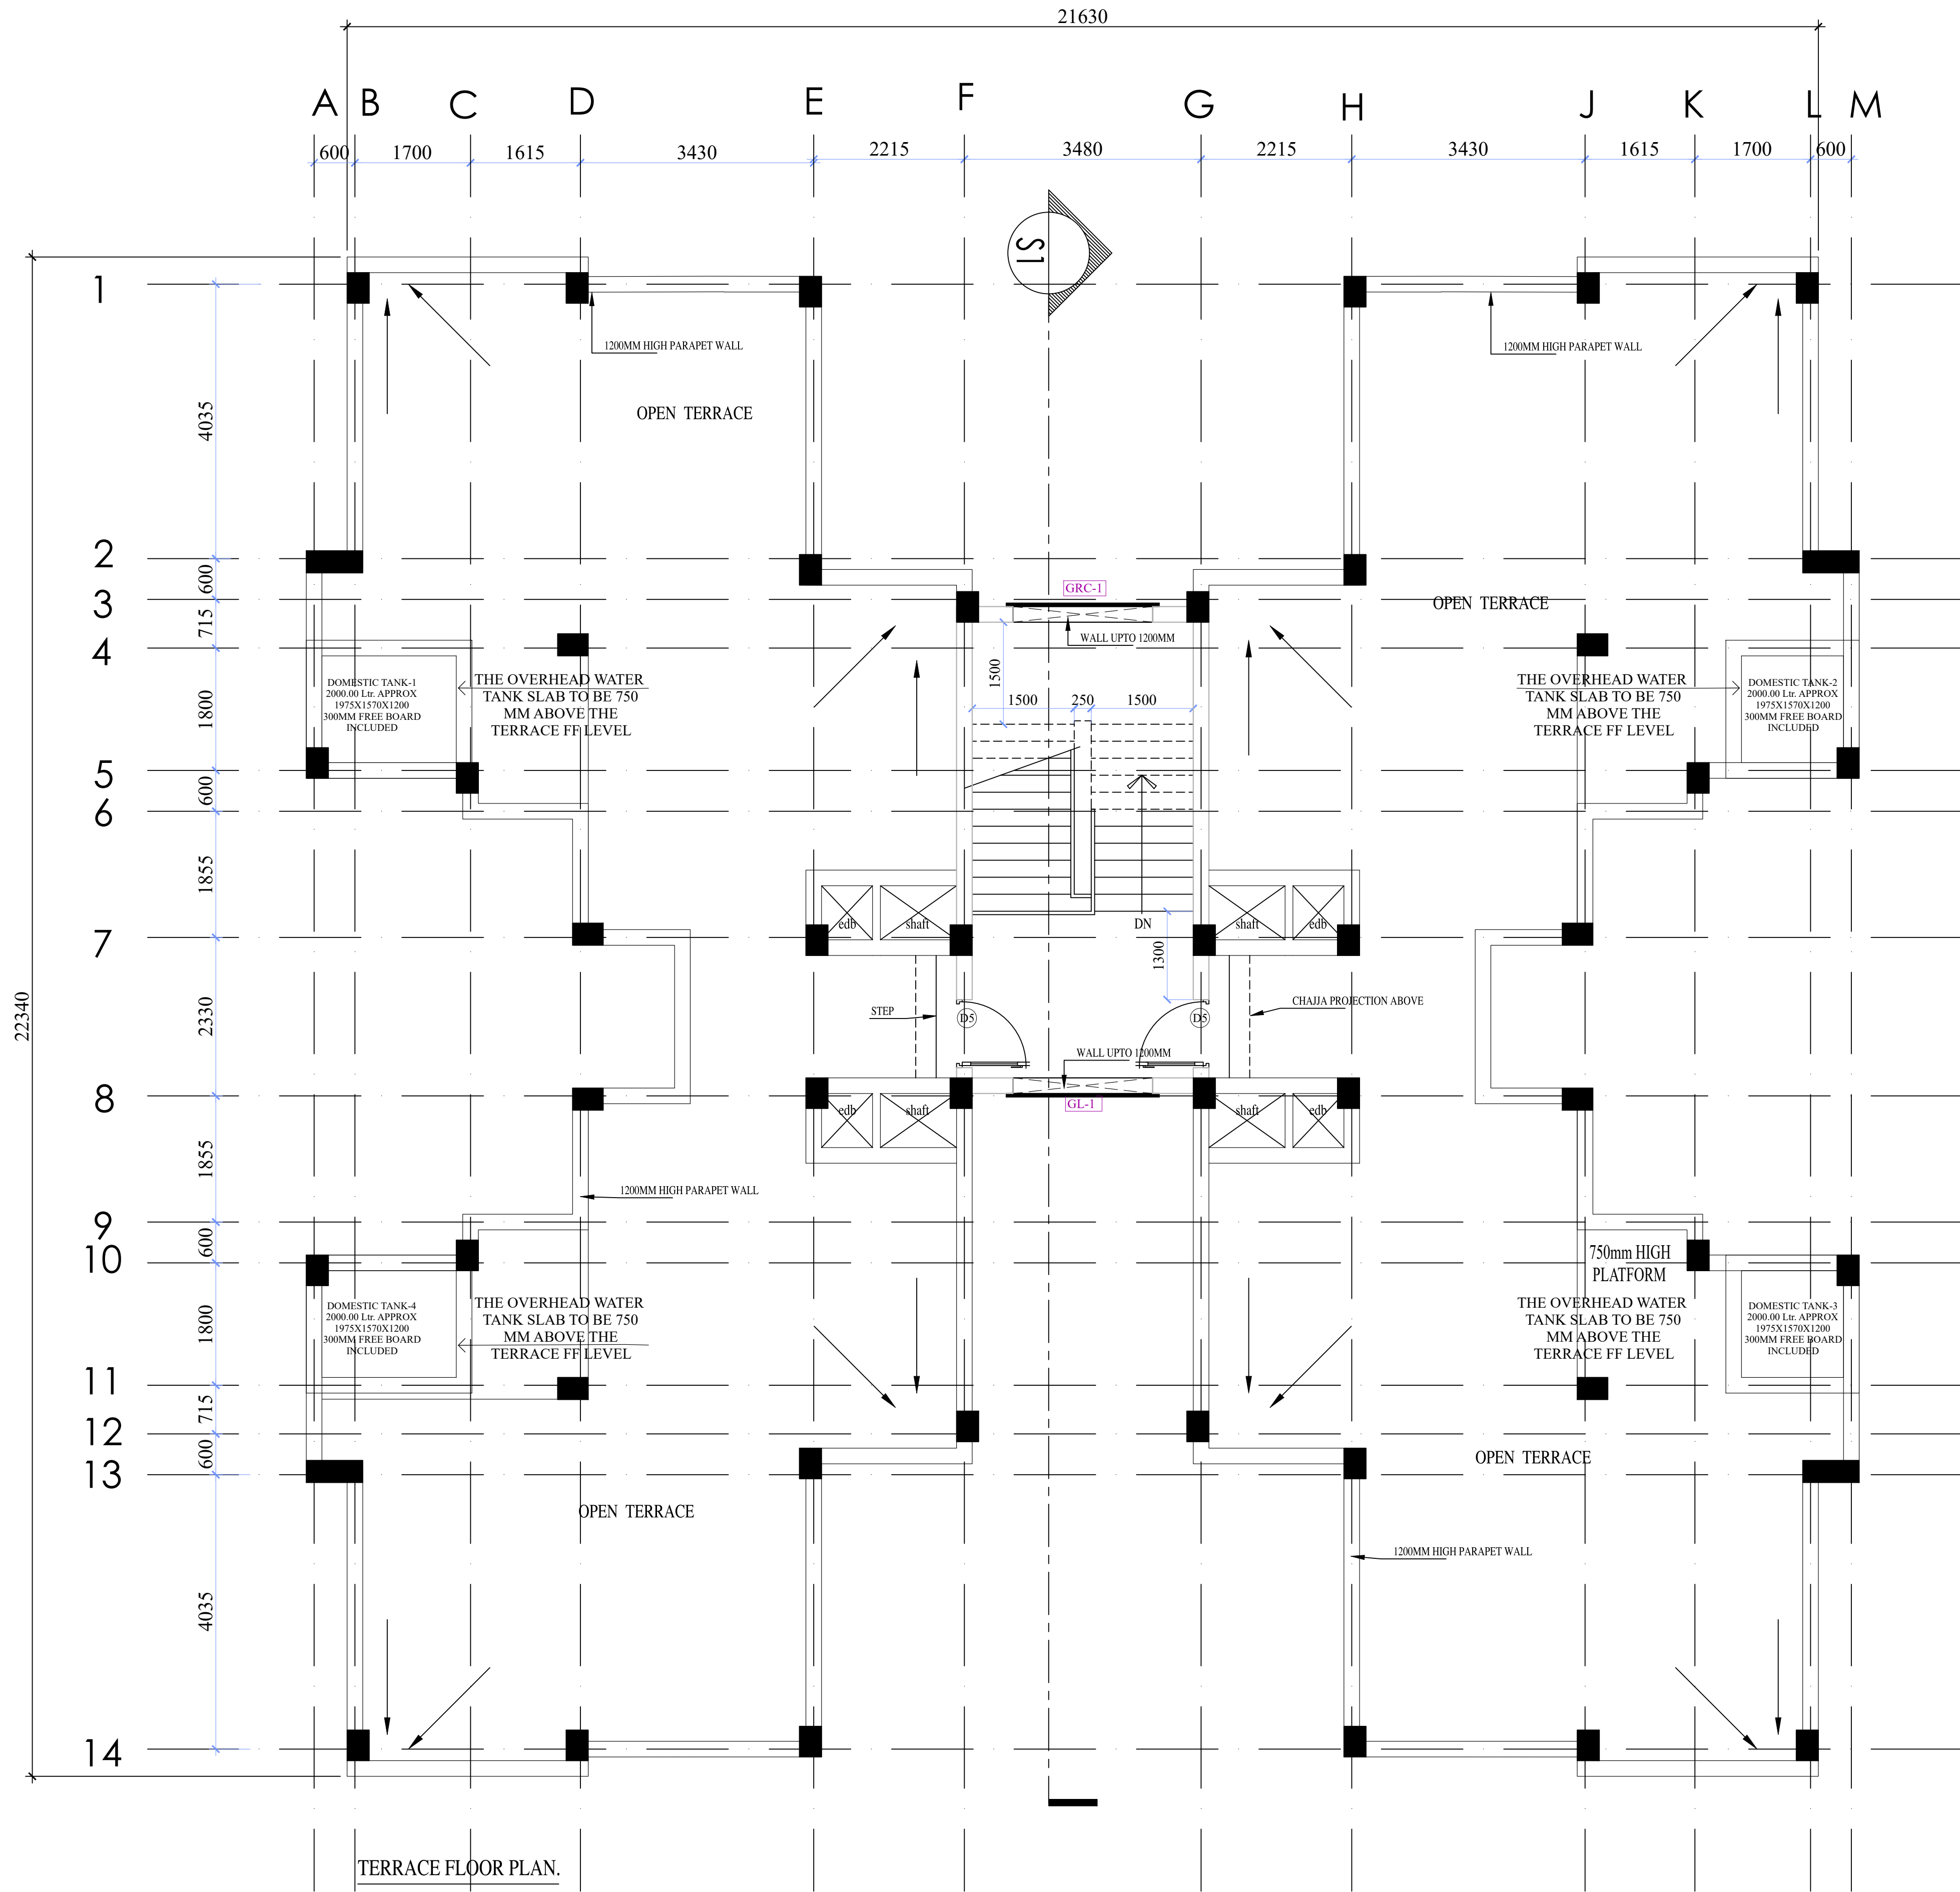 21630
A B C D E F G H J K L M
600 1700 1615 3430 2215 3480 2215 3430 1615 1700 600
S1
1
1200MM HIGH PARAPET WALL
1200MM HIGH PARAPET WALL
4035
OPEN TERRACE
2
600
GRC-1
3
OPEN TERRACE
715
WALL UPTO 1200MM
4
1500
DOMESTIC TANK-1
2000.00 Ltr. APPROX
1975X1570X1200
300MM FREE BOARD
INCLUDED
THE OVERHEAD WATER
TANK SLAB TO BE 750
MM ABOVE THE
TERRACE FF LEVEL
THE OVERHEAD WATER
TANK SLAB TO BE 750
MM ABOVE THE
TERRACE FF LEVEL
DOMESTIC TANK-2
2000.00 Ltr. APPROX
1975X1570X1200
300MM FREE BOARD
INCLUDED
1800
1500 250 1500
5
600
6
1855
edb shaft DN shaft edb
7
1300
22340
2330
STEP
D5
D5
CHAJJA PROJECTION ABOVE
WALL UPTO 1200MM
8
GL-1
edb shaft shaft edb
1855
1200MM HIGH PARAPET WALL
9
600
10
750mm HIGH
PLATFORM
DOMESTIC TANK-4
2000.00 Ltr. APPROX
1975X1570X1200
300MM FREE BOARD
INCLUDED
THE OVERHEAD WATER
TANK SLAB TO BE 750
MM ABOVE THE
TERRACE FF LEVEL
THE OVERHEAD WATER
TANK SLAB TO BE 750
MM ABOVE THE
TERRACE FF LEVEL
DOMESTIC TANK-3
2000.00 Ltr. APPROX
1975X1570X1200
300MM FREE BOARD
INCLUDED
1800
11
715
12
600
OPEN TERRACE
13
OPEN TERRACE
1200MM HIGH PARAPET WALL
4035
14
TERRACE FLOOR PLAN.